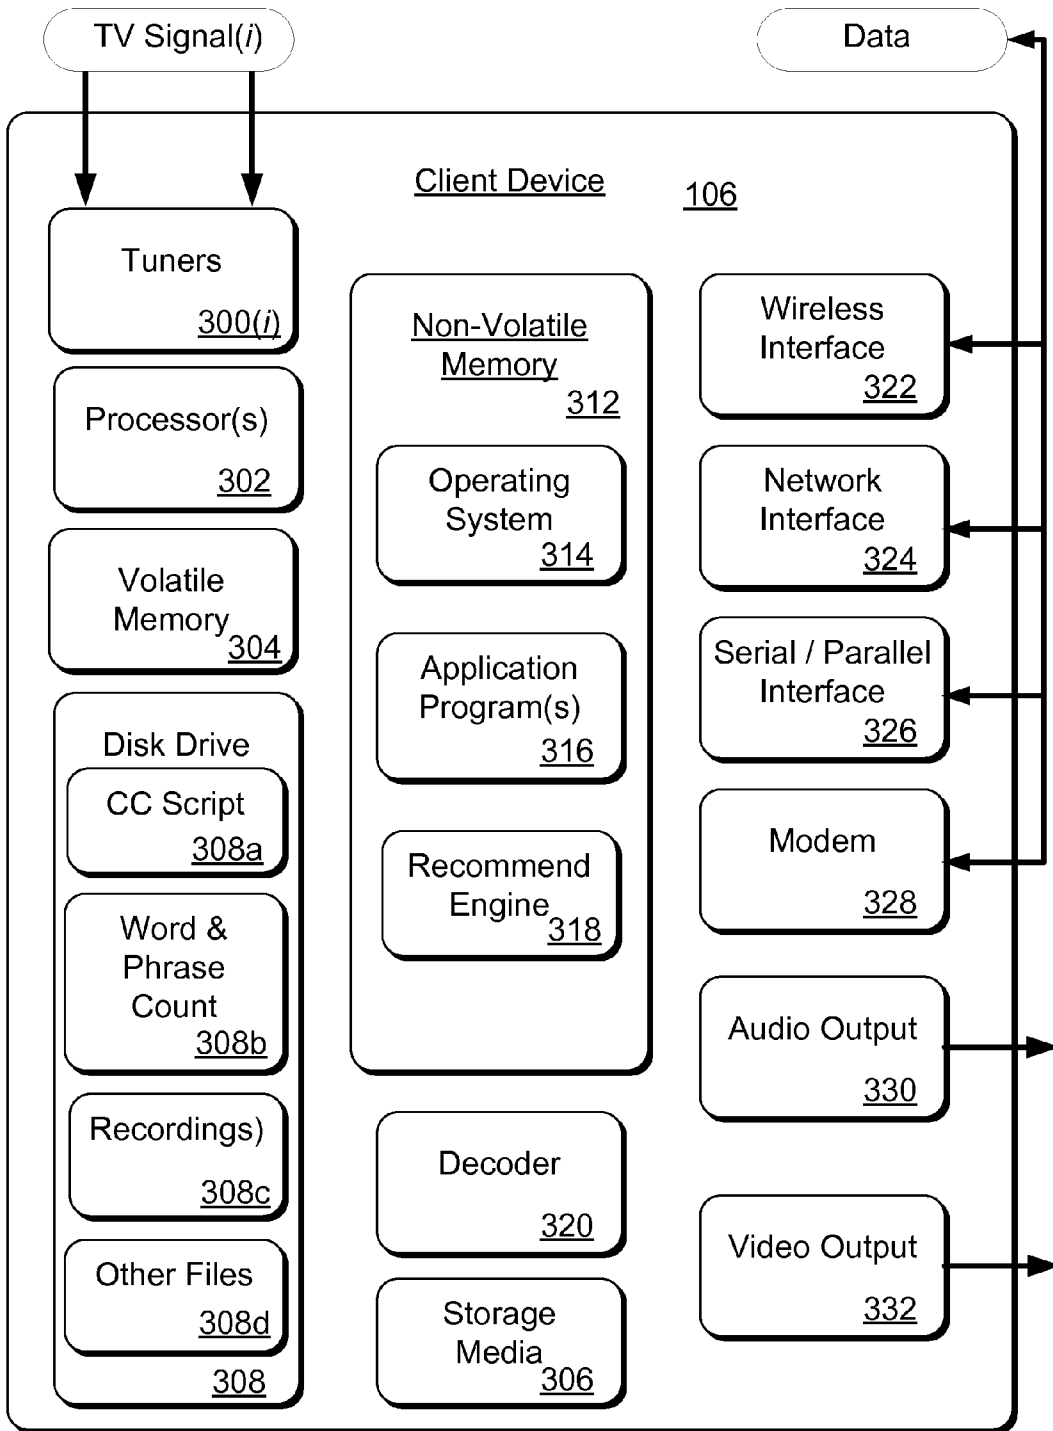 TV Signal(i)
Data
Client Device
106
Tuners
300(i)
Processor(s)
302
Volatile
Memory
304
Disk Drive
CC Script
308a
Word &
Phrase
Count
308b
Recordings)
308c
Other Files
308d
308
Non-Volatile
Memory
312
Operating
System
314
Application
Program(s)
316
Recommend
Engine
318
Decoder
320
Storage
Media
306
Wireless
Interface
322
Network
Interface
324
Serial / Parallel
Interface
326
Modem
328
Audio Output
330
Video Output
332